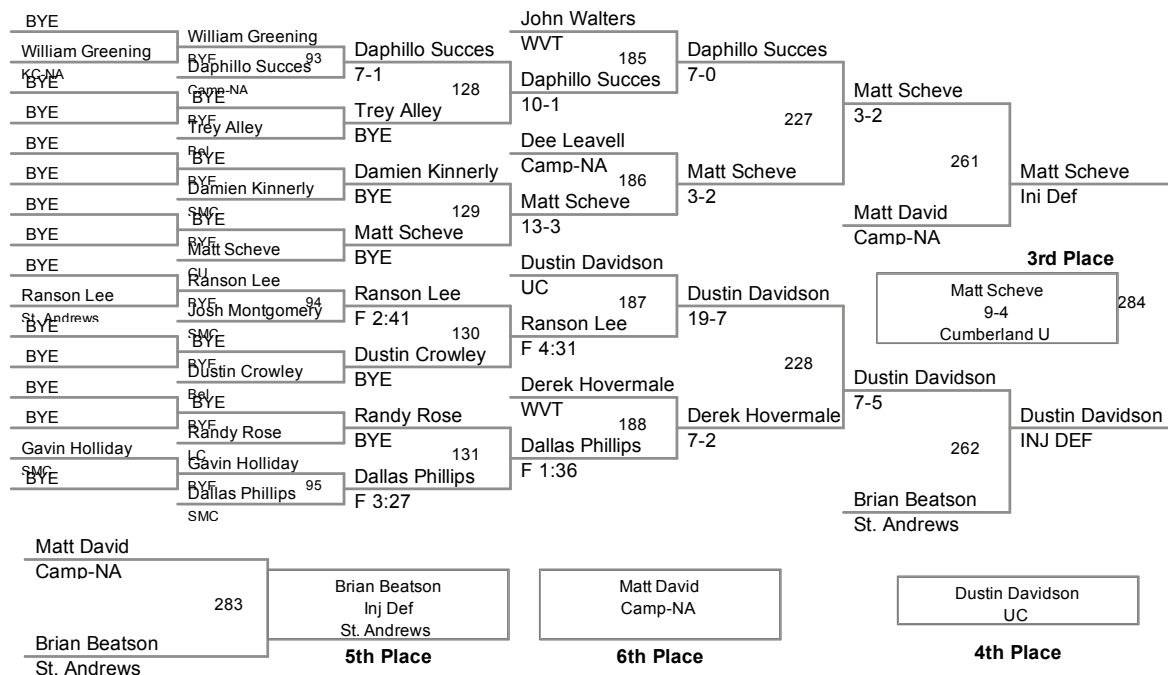 BYE
William Greening
KC-NA
BYE
BYE
BYE
BYE
BYE
BYE
BYE
Ranson Lee
St. Andrews
BYE
BYE
BYE
BYE
Gavin Holliday
SMC
BYE
William Greening
BYE
93
Daphillo Succes
Camp-NA
BYE
BYE
Trey Alley
Bel
BYE
BYE
Damien Kinnerly
SMC
BYE
BYE
Matt Scheve
CU
Ranson Lee
BYE
94
Josh Montgomery
SMC
BYE
BYE
Dustin Crowley
Bel
BYE
BYE
Randy Rose
LC
Gavin Holliday
BYE
95
Dallas Phillips
SMC
Daphillo Succes
7-1
128
Trey Alley
BYE
Damien Kinnerly
BYE
129
Matt Scheve
BYE
Ranson Lee
F 2:41
130
Dustin Crowley
BYE
Randy Rose
BYE
131
Dallas Phillips
F 3:27
John Walters
WVT
185
Daphillo Succes
10-1
Dee Leavell
Camp-NA
186
Matt Scheve
13-3
Dustin Davidson
UC
187
Ranson Lee
F 4:31
Derek Hovermale
WVT
188
Dallas Phillips
F 1:36
Daphillo Succes
7-0
227
Matt Scheve
3-2
Dustin Davidson
19-7
228
Derek Hovermale
7-2
Matt Scheve
3-2
261
Matt David
Camp-NA
Dustin Davidson
7-5
262
Brian Beatson
St. Andrews
Matt Scheve
Ini Def
3rd Place
Matt Scheve
9-4
Cumberland U
284
Dustin Davidson
INJ DEF
Matt David
Camp-NA
283
Brian Beatson
St. Andrews
Brian Beatson
Inj Def
St. Andrews
5th Place
Matt David
Camp-NA
6th Place
Dustin Davidson
UC
4th Place